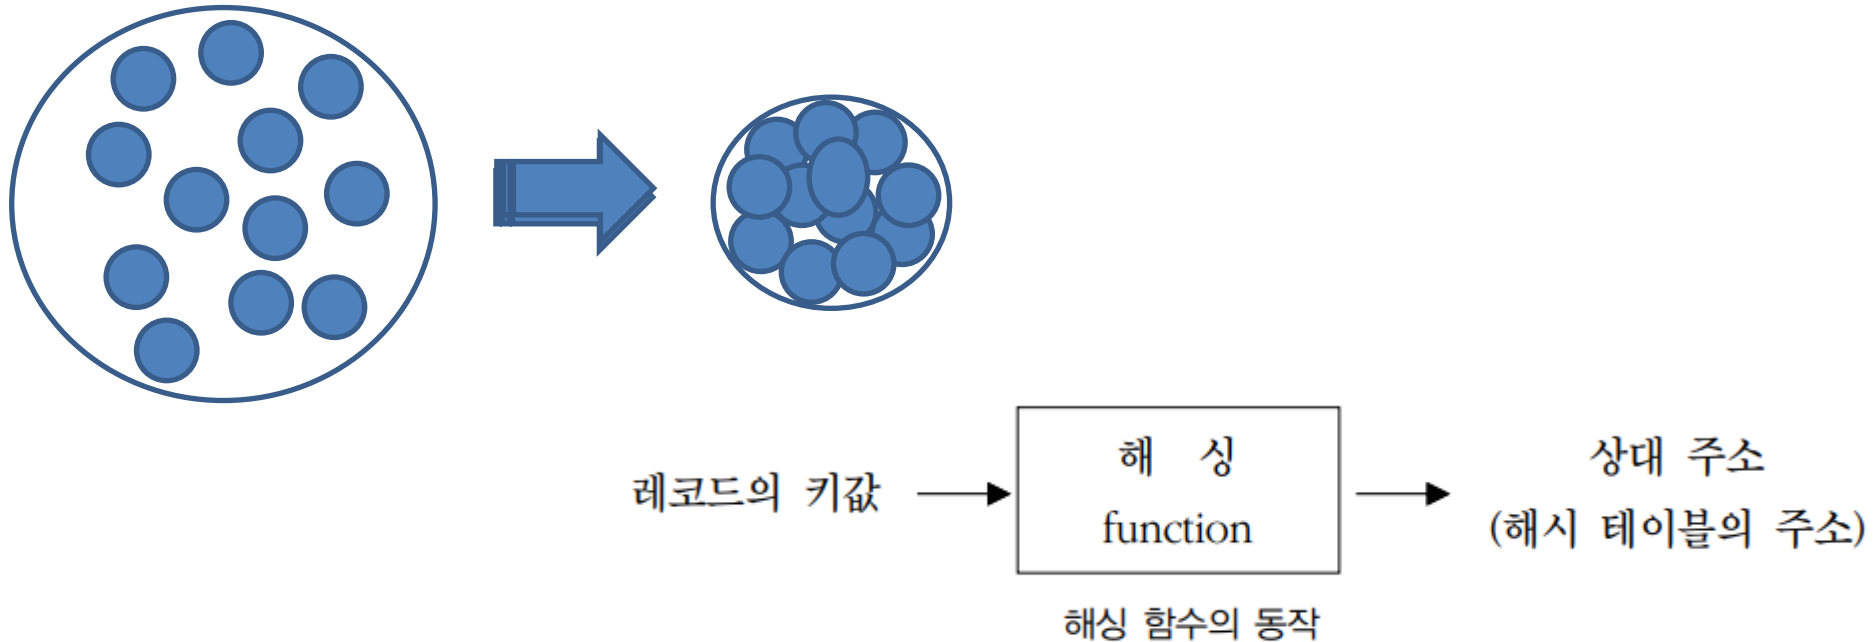 레코드의 키값
해 싱
function
상대 주소
(해시 테이블의 주소)
해싱 함수의 동작